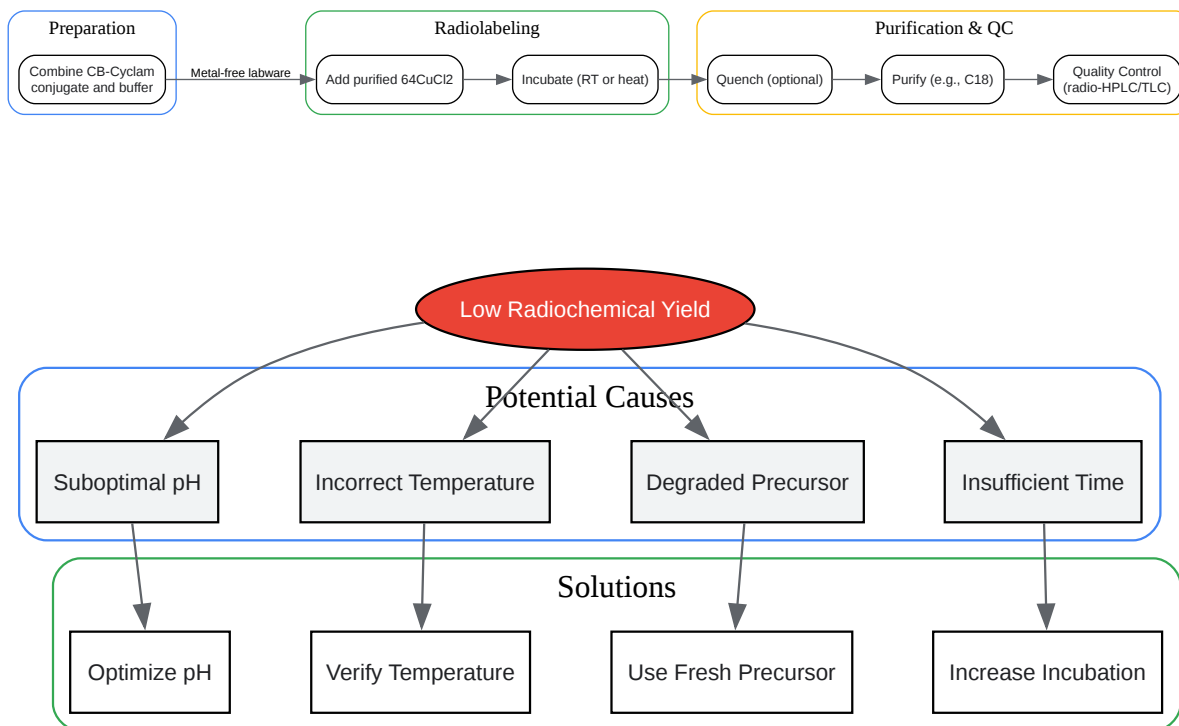 Preparation
Radiolabeling
Purification & QC
Combine CB-Cyclam
conjugate and buffer
Metal-free labware
Add purified 64CuCl2
Incubate (RT or heat)
Quench (optional)
Purify (e.g., C18)
Quality Control
(radio-HPLC/TLC)
Low Radiochemical Yield
Potential Causes
Suboptimal pH
Incorrect Temperature
Degraded Precursor
Insufficient Time
Solutions
Optimize pH
Verify Temperature
Use Fresh Precursor
Increase Incubation